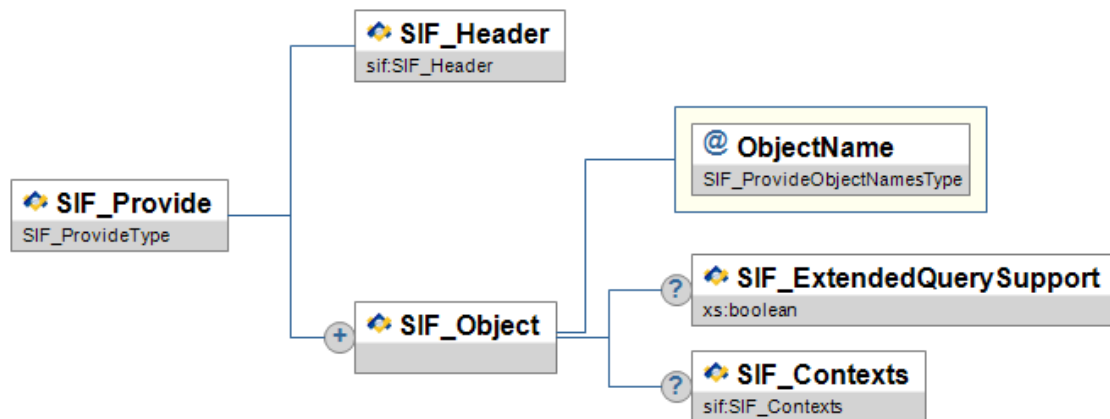 SIF_Header
sif:SIF_Header
@ ObjectName
SIF_ProvideObjectNamesType
SIF_Provide
SIF_ProvideType
? SIF_ExtendedQuerySupport
xs:boolean
+ SIF_Object
? SIF_Contexts
sif:SIF_Contexts